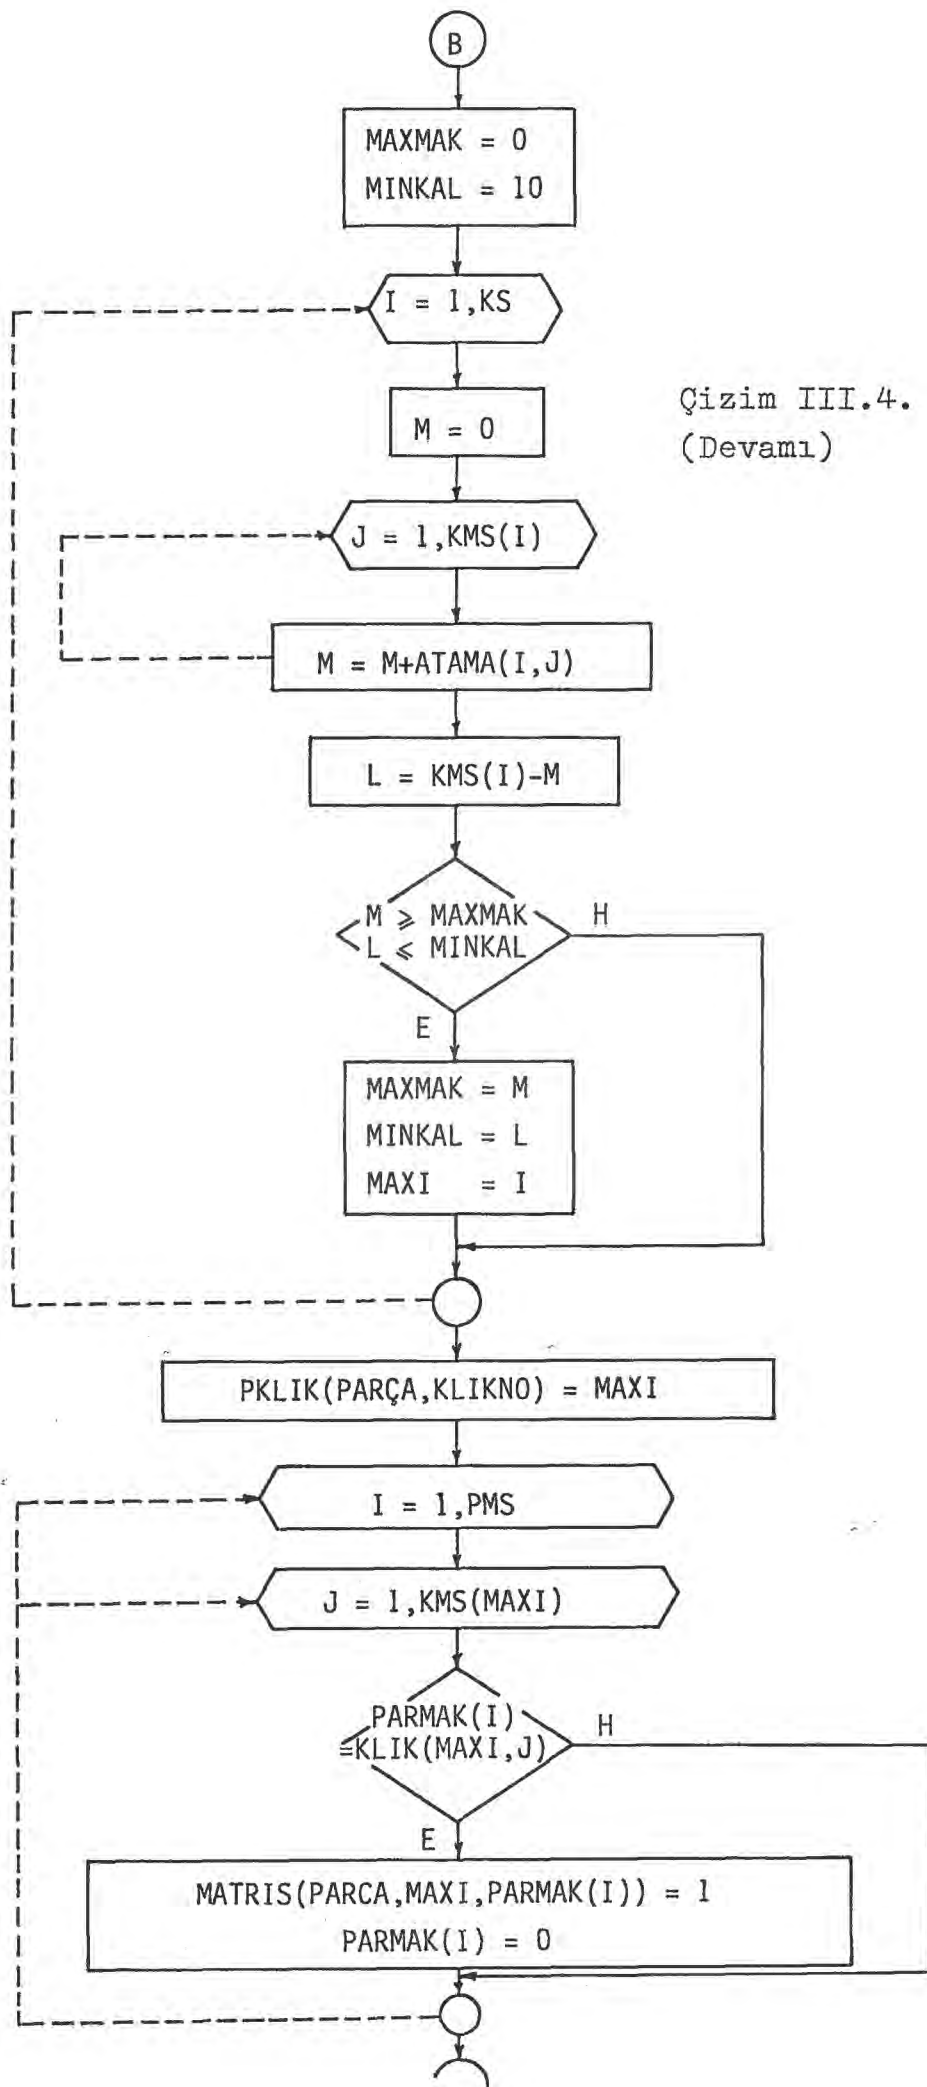 B
MAXMAK = 0
MINKAL = 10
I = 1,KS
M = 0
Çizim III.4.
(Devamı)
J = 1,KMS(I)
M = M+ATAMA(I,J)
L = KMS(I)-M
M ⩾ MAXMAK
L ⩽ MINKAL
H
E
MAXMAK = M
MINKAL = L
MAXI = I
PKLIK(PARÇA,KLIKNO) = MAXI
I = 1,PMS
J = 1,KMS(MAXI)
PARMAK(I)
=KLIK(MAXI,J)
H
E
MATRIS(PARCA,MAXI,PARMAK(I)) = 1
PARMAK(I) = 0